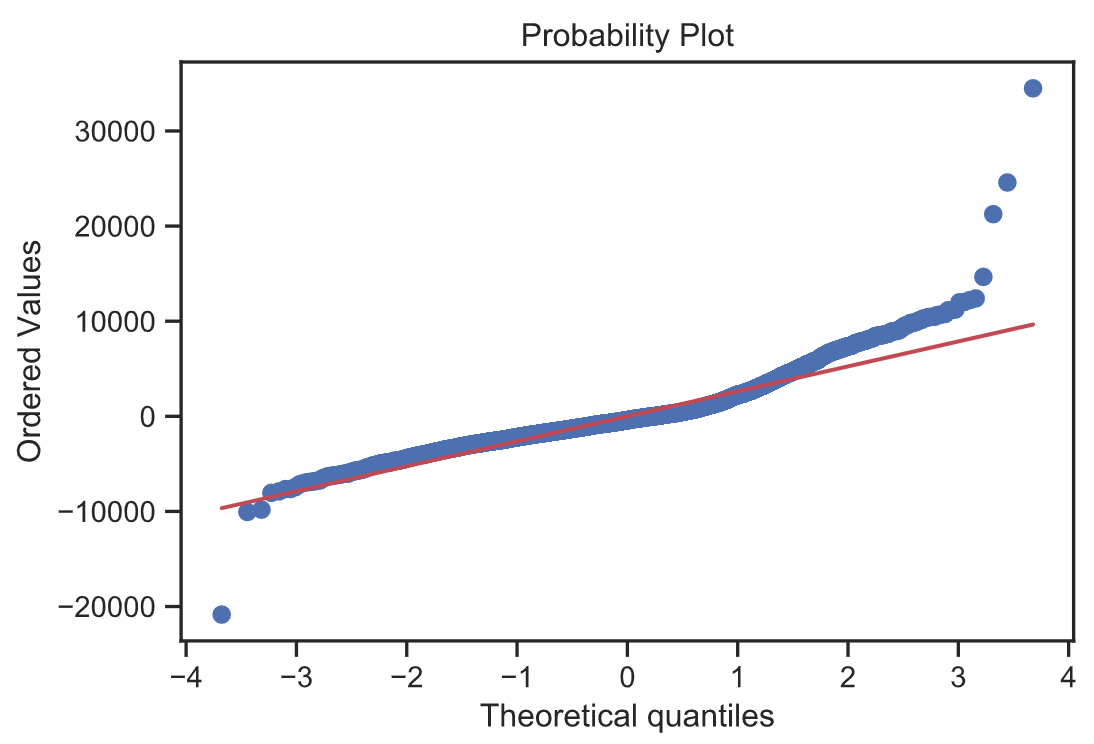 Probability Plot
30000
20000
10000
0
−10000
−20000
Ordered Values
−4 −3 −2 −1 0 1 2 3 4
Theoretical quantiles